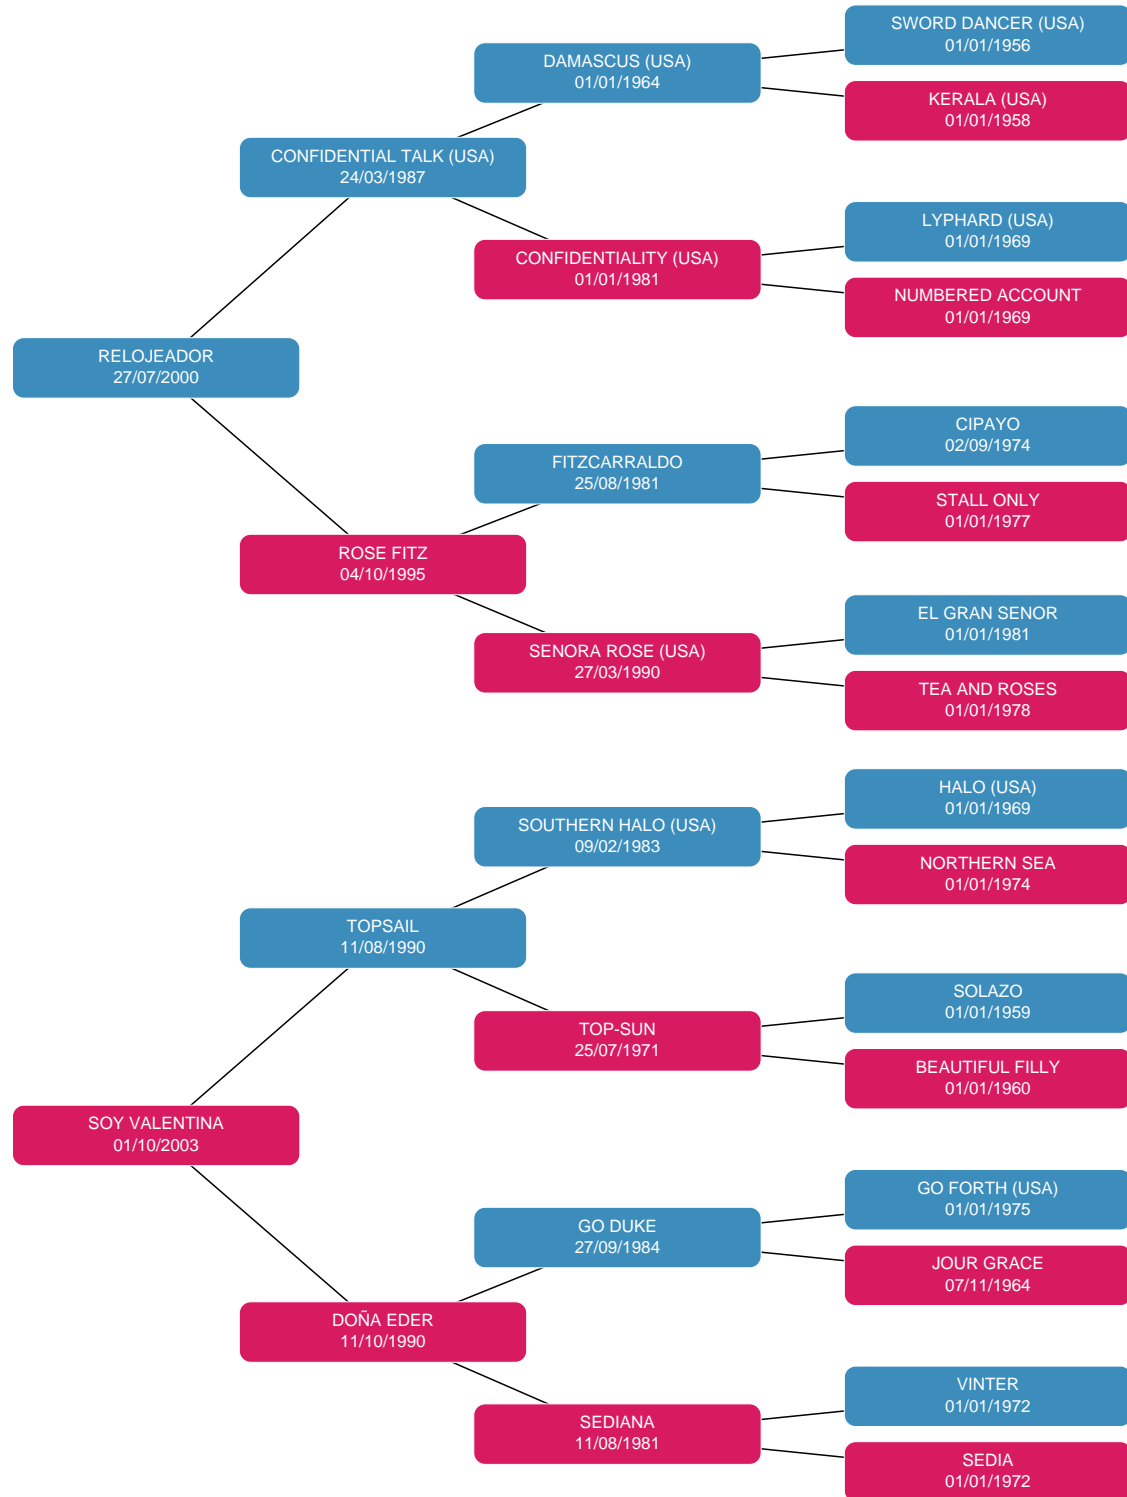 SWORD DANCER (USA)
01/01/1956
DAMASCUS (USA)
01/01/1964
KERALA (USA)
01/01/1958
CONFIDENTIAL TALK (USA)
24/03/1987
LYPHARD (USA)
01/01/1969
CONFIDENTIALITY (USA)
01/01/1981
NUMBERED ACCOUNT
01/01/1969
RELOJEADOR
27/07/2000
CIPAYO
02/09/1974
FITZCARRALDO
25/08/1981
STALL ONLY
01/01/1977
ROSE FITZ
04/10/1995
EL GRAN SENOR
01/01/1981
SENORA ROSE (USA)
27/03/1990
TEA AND ROSES
01/01/1978
HALO (USA)
01/01/1969
SOUTHERN HALO (USA)
09/02/1983
NORTHERN SEA
01/01/1974
TOPSAIL
11/08/1990
SOLAZO
01/01/1959
TOP-SUN
25/07/1971
BEAUTIFUL FILLY
01/01/1960
SOY VALENTINA
01/10/2003
GO FORTH (USA)
01/01/1975
GO DUKE
27/09/1984
JOUR GRACE
07/11/1964
DOÑA EDER
11/10/1990
VINTER
01/01/1972
SEDIANA
11/08/1981
SEDIA
01/01/1972